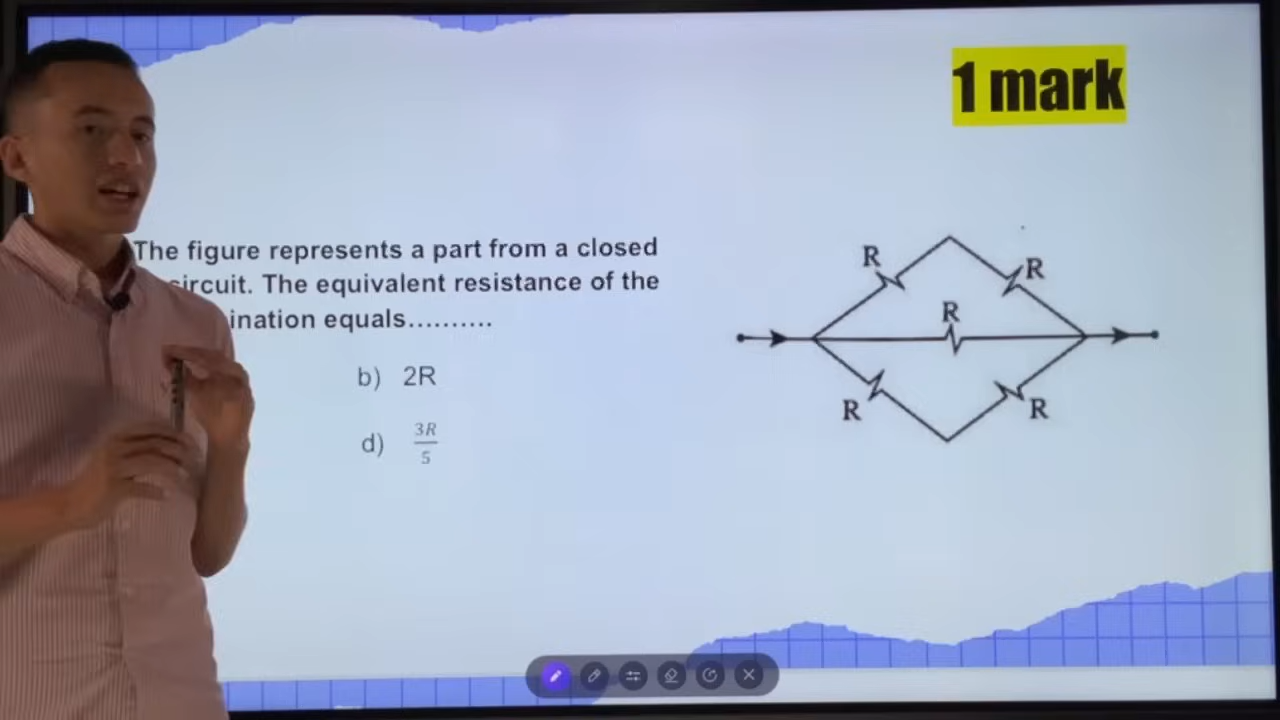 1 mark
The figure represents a part from a closed
circuit. The equivalent resistance of the
ination equals..........
b) 2R
d) 3R
5
R
R
R
R
R